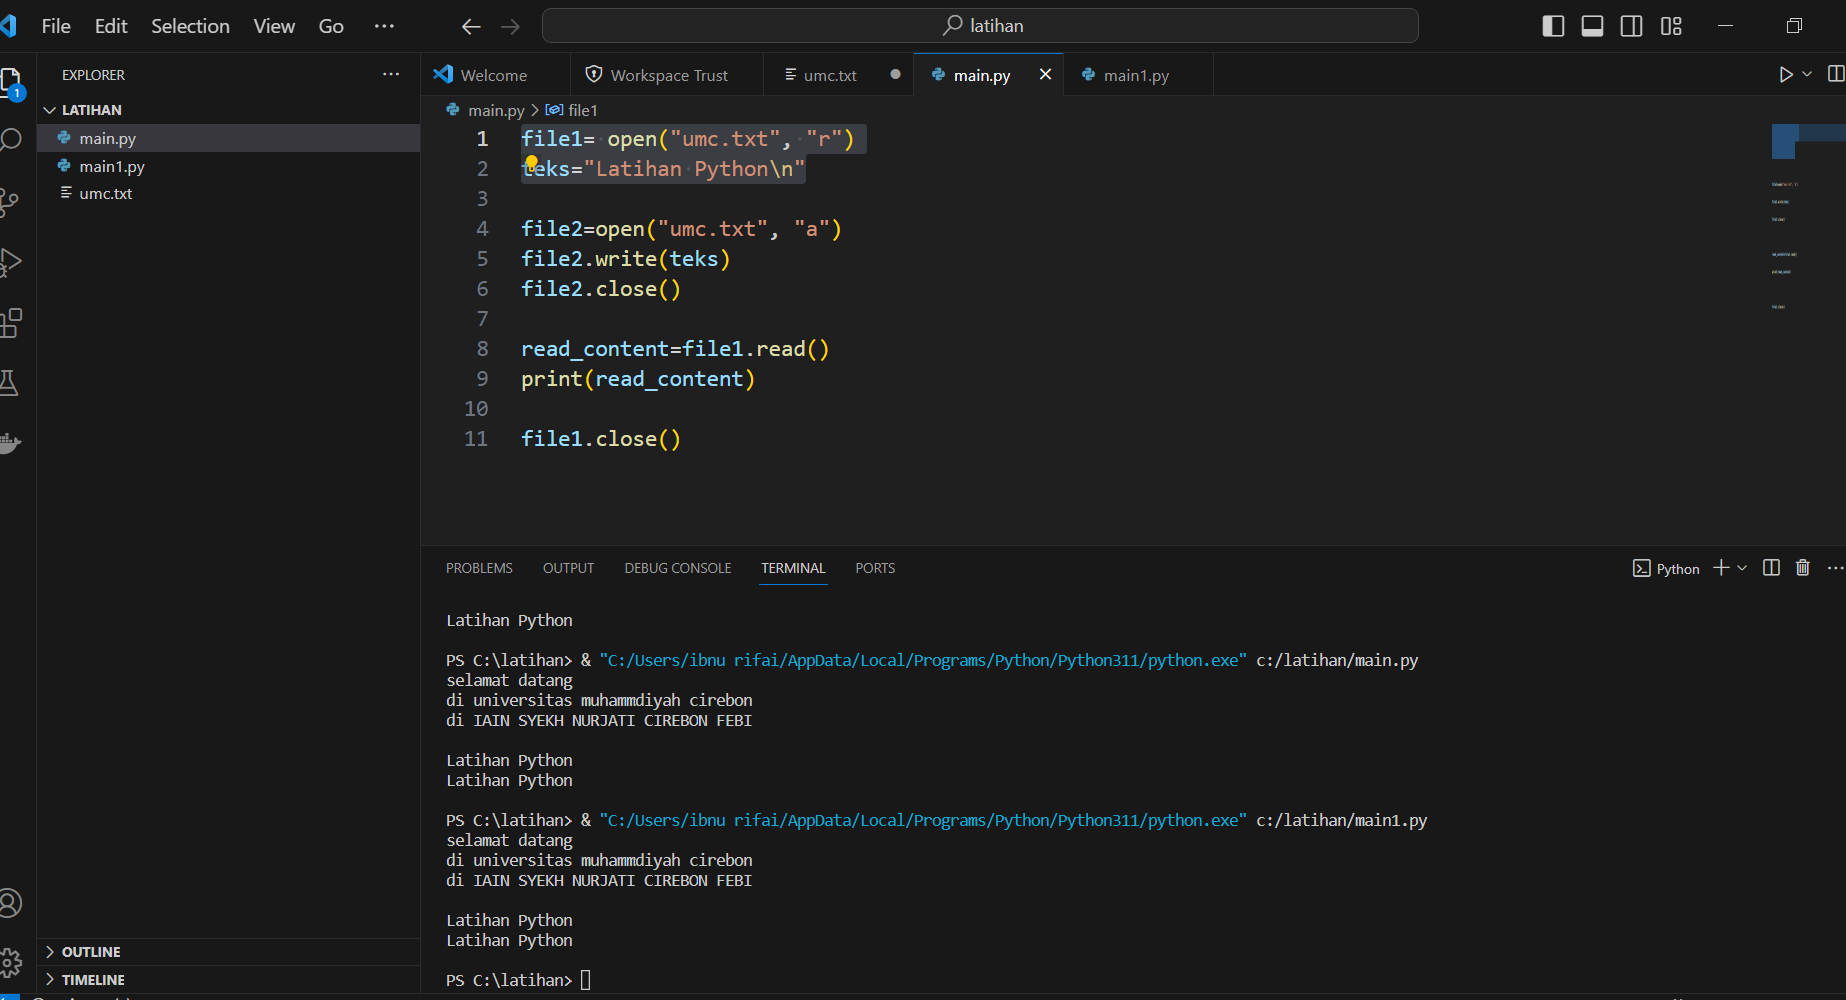 File Edit Selection View Go ···
latihan
EXPLORER ···
1
LATIHAN
main.py
main1.py
umc.txt
OUTLINE
TIMELINE
Welcome Workspace Trust umc.txt main.py main1.py
main.py > file1
1 file1= open("umc.txt", "r")
2 teks="Latihan Python\n"
3
4 file2=open("umc.txt", "a")
5 file2.write(teks)
6 file2.close()
7
8 read_content=file1.read()
9 print(read_content)
10
11 file1.close()
PROBLEMS OUTPUT DEBUG CONSOLE TERMINAL PORTS
Python
Latihan Python
PS C:\latihan> & "C:/Users/ibnu rifai/AppData/Local/Programs/Python/Python311/python.exe" c:/latihan/main.py
selamat datang
di universitas muhammdiyah cirebon
di IAIN SYEKH NURJATI CIREBON FEBI
Latihan Python
Latihan Python
PS C:\latihan> & "C:/Users/ibnu rifai/AppData/Local/Programs/Python/Python311/python.exe" c:/latihan/main1.py
selamat datang
di universitas muhammdiyah cirebon
di IAIN SYEKH NURJATI CIREBON FEBI
Latihan Python
Latihan Python
PS C:\latihan>